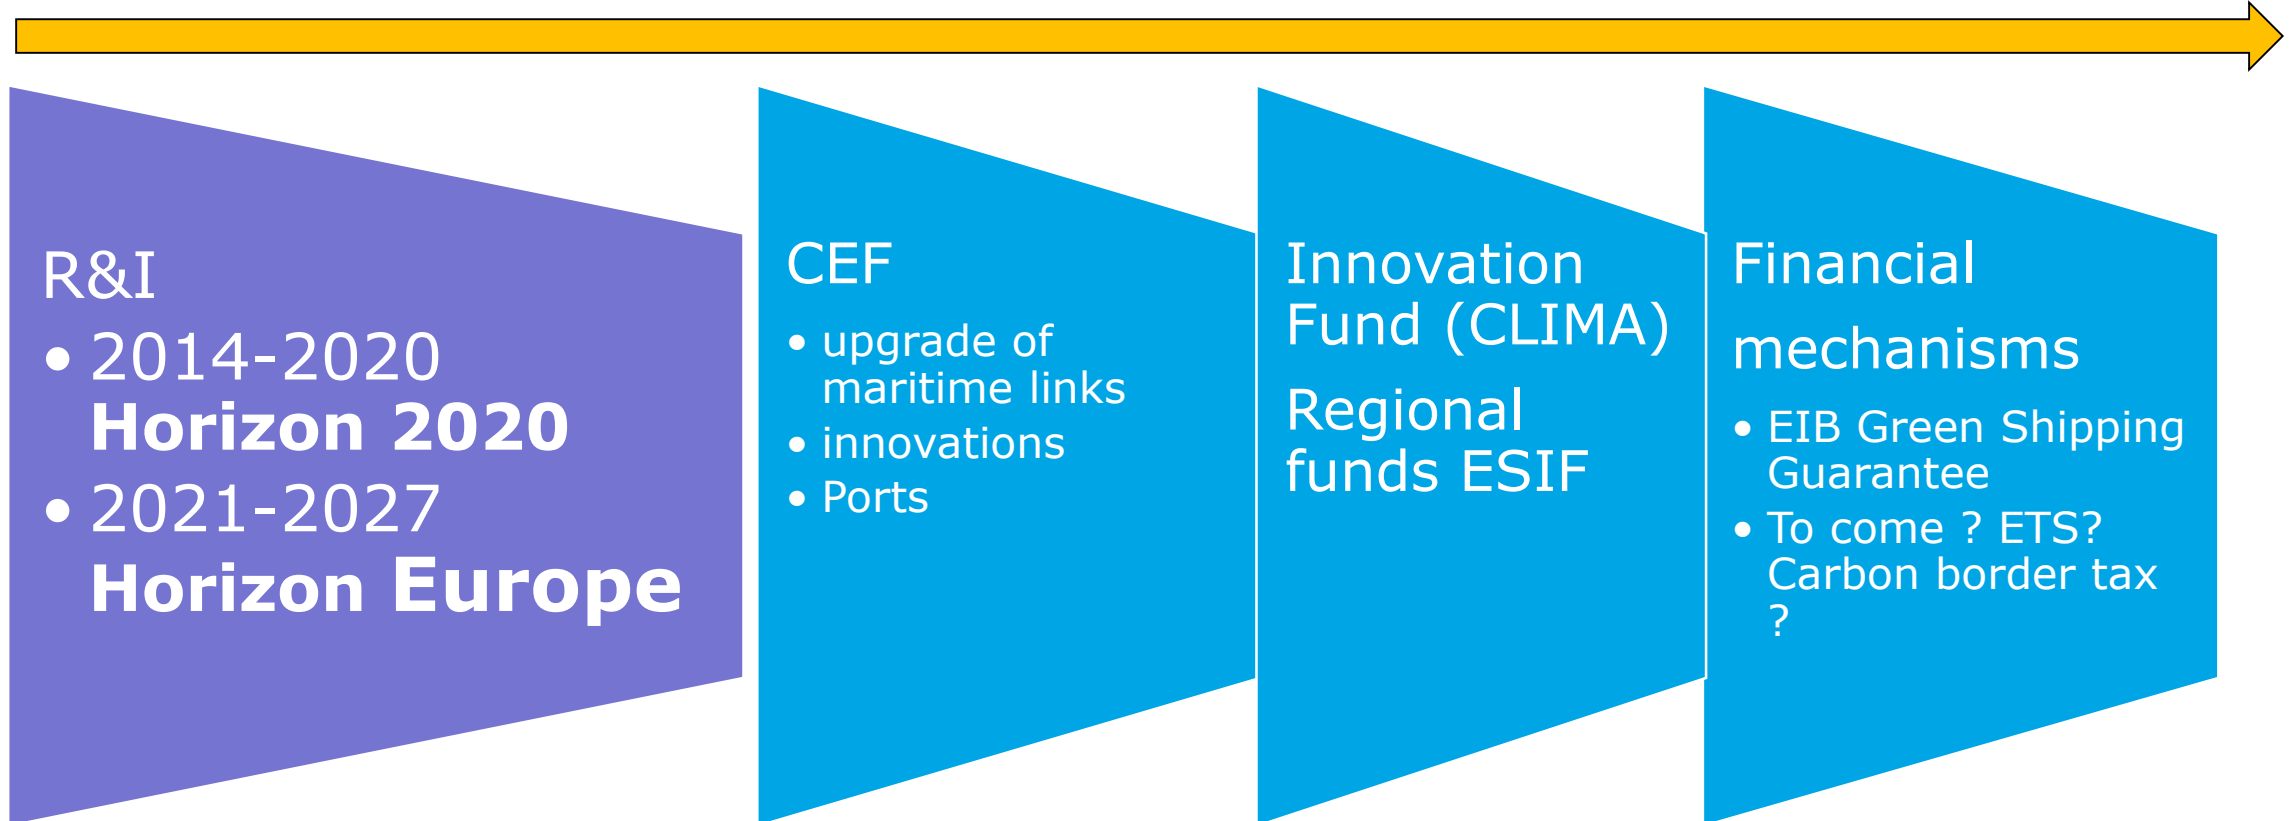 R&I
• 2014-2020
Horizon 2020
• 2021-2027
Horizon Europe
CEF
• upgrade of
maritime links
• innovations
• Ports
Innovation
Fund (CLIMA)
Regional
funds ESIF
Financial
mechanisms
• EIB Green Shipping
Guarantee
• To come ? ETS?
Carbon border tax
?